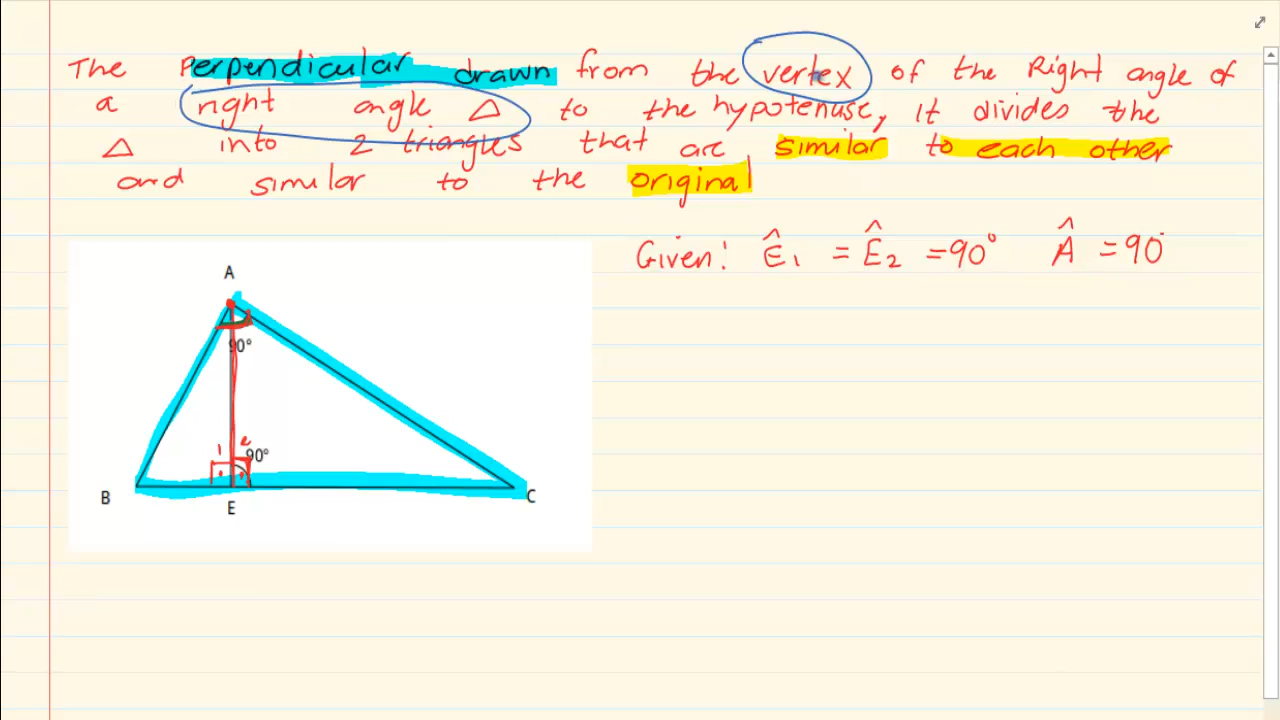 The perpendicular drawn from the vertex of the Right angle of
a right angle △ to the hypotenuse, it divides the
△ into 2 triangles that are similar to each other
and similar to the original
Given: Ê₁ = Ê₂ = 90° Â = 90°
A
90°
1 2 90°
B E C